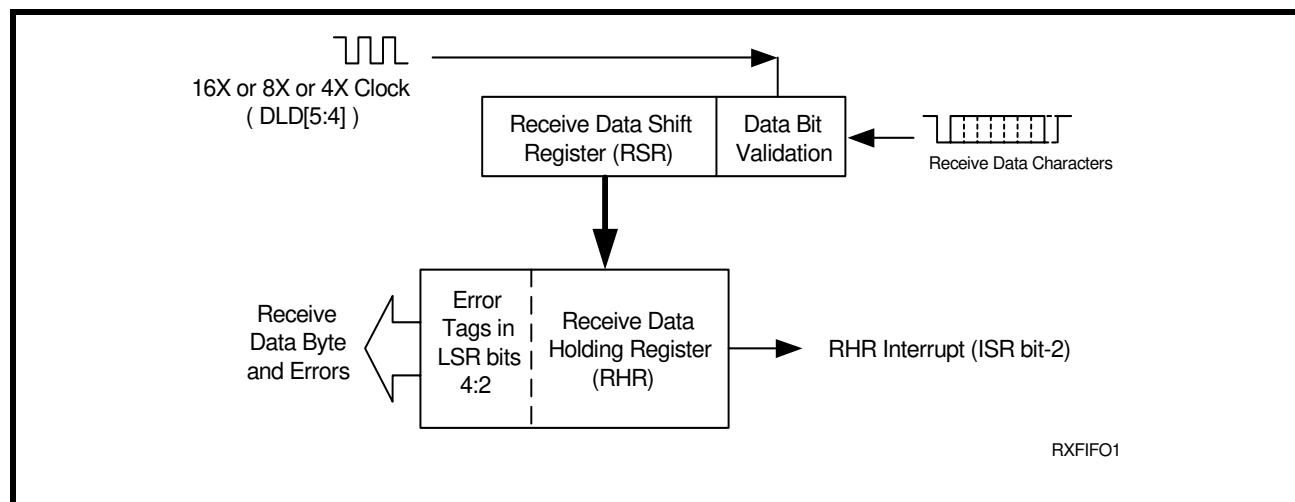 16X or 8X or 4X Clock
( DLD[5:4] )
Receive Data Shift
Register (RSR)
Data Bit
Validation
Receive Data Characters
Receive
Data Byte
and Errors
Error
Tags in
LSR bits
4:2
Receive Data
Holding Register
(RHR)
RHR Interrupt (ISR bit-2)
RXFIFO1